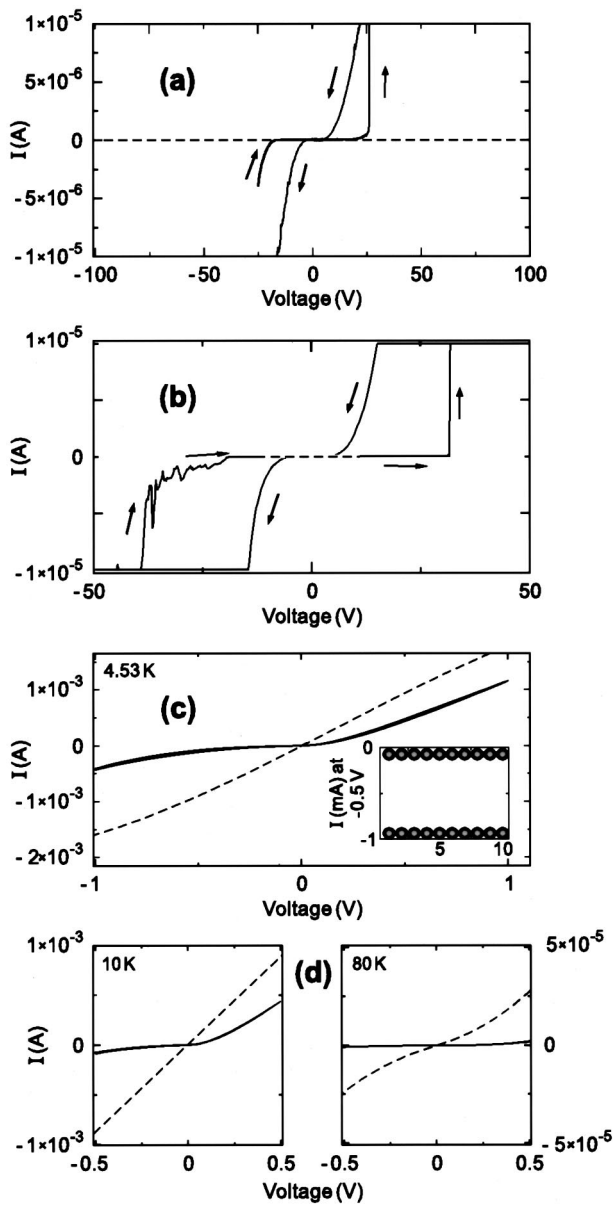 1×10⁻⁵
(a)
5×10⁻⁶
I (A)
0
-5×10⁻⁶
-1×10⁻⁵
-100 -50 0 50 100
Voltage (V)
1×10⁻⁵
(b)
I (A)
0
-1×10⁻⁵
-50 0 50
Voltage (V)
4.53 K
1×10⁻³
(c)
I (A)
0
-1×10⁻³
-2×10⁻³
I (mA) at
-0.5 V
0
-1
5 10
-1 0 1
Voltage (V)
1×10⁻³
10 K
(d)
I (A)
0
-1×10⁻³
-0.5 0 0.5
Voltage (V)
80 K
5×10⁻⁵
0
-5×10⁻⁵
-0.5 0 0.5
Voltage (V)